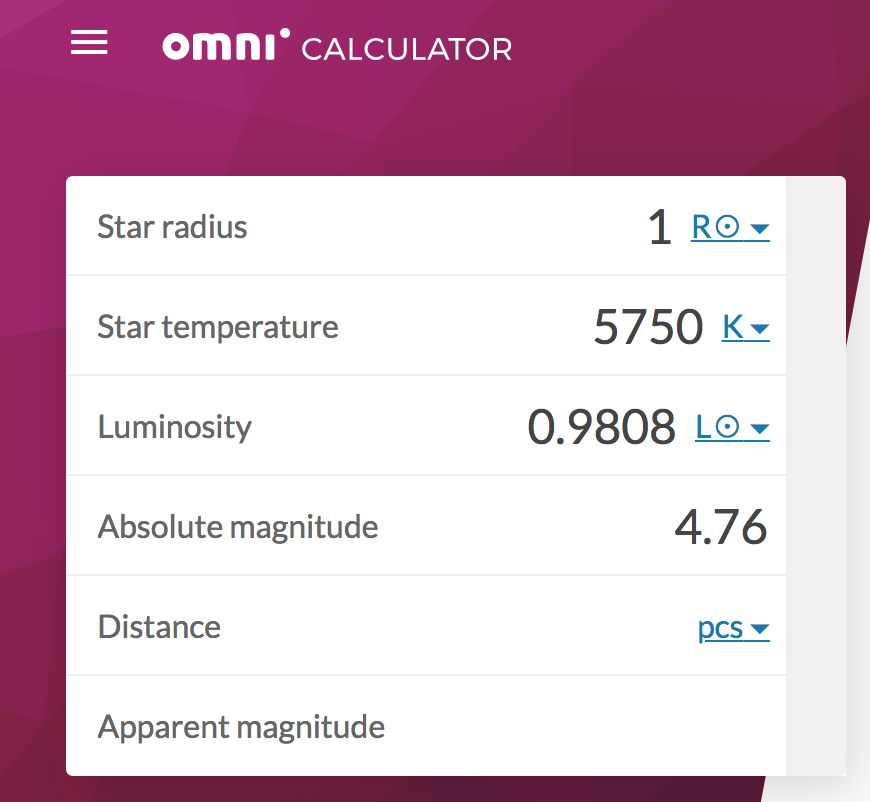 omni CALCULATOR
Star radius 1 R☉
Star temperature 5750 K
Luminosity 0.9808 L☉
Absolute magnitude 4.76
Distance pcs
Apparent magnitude